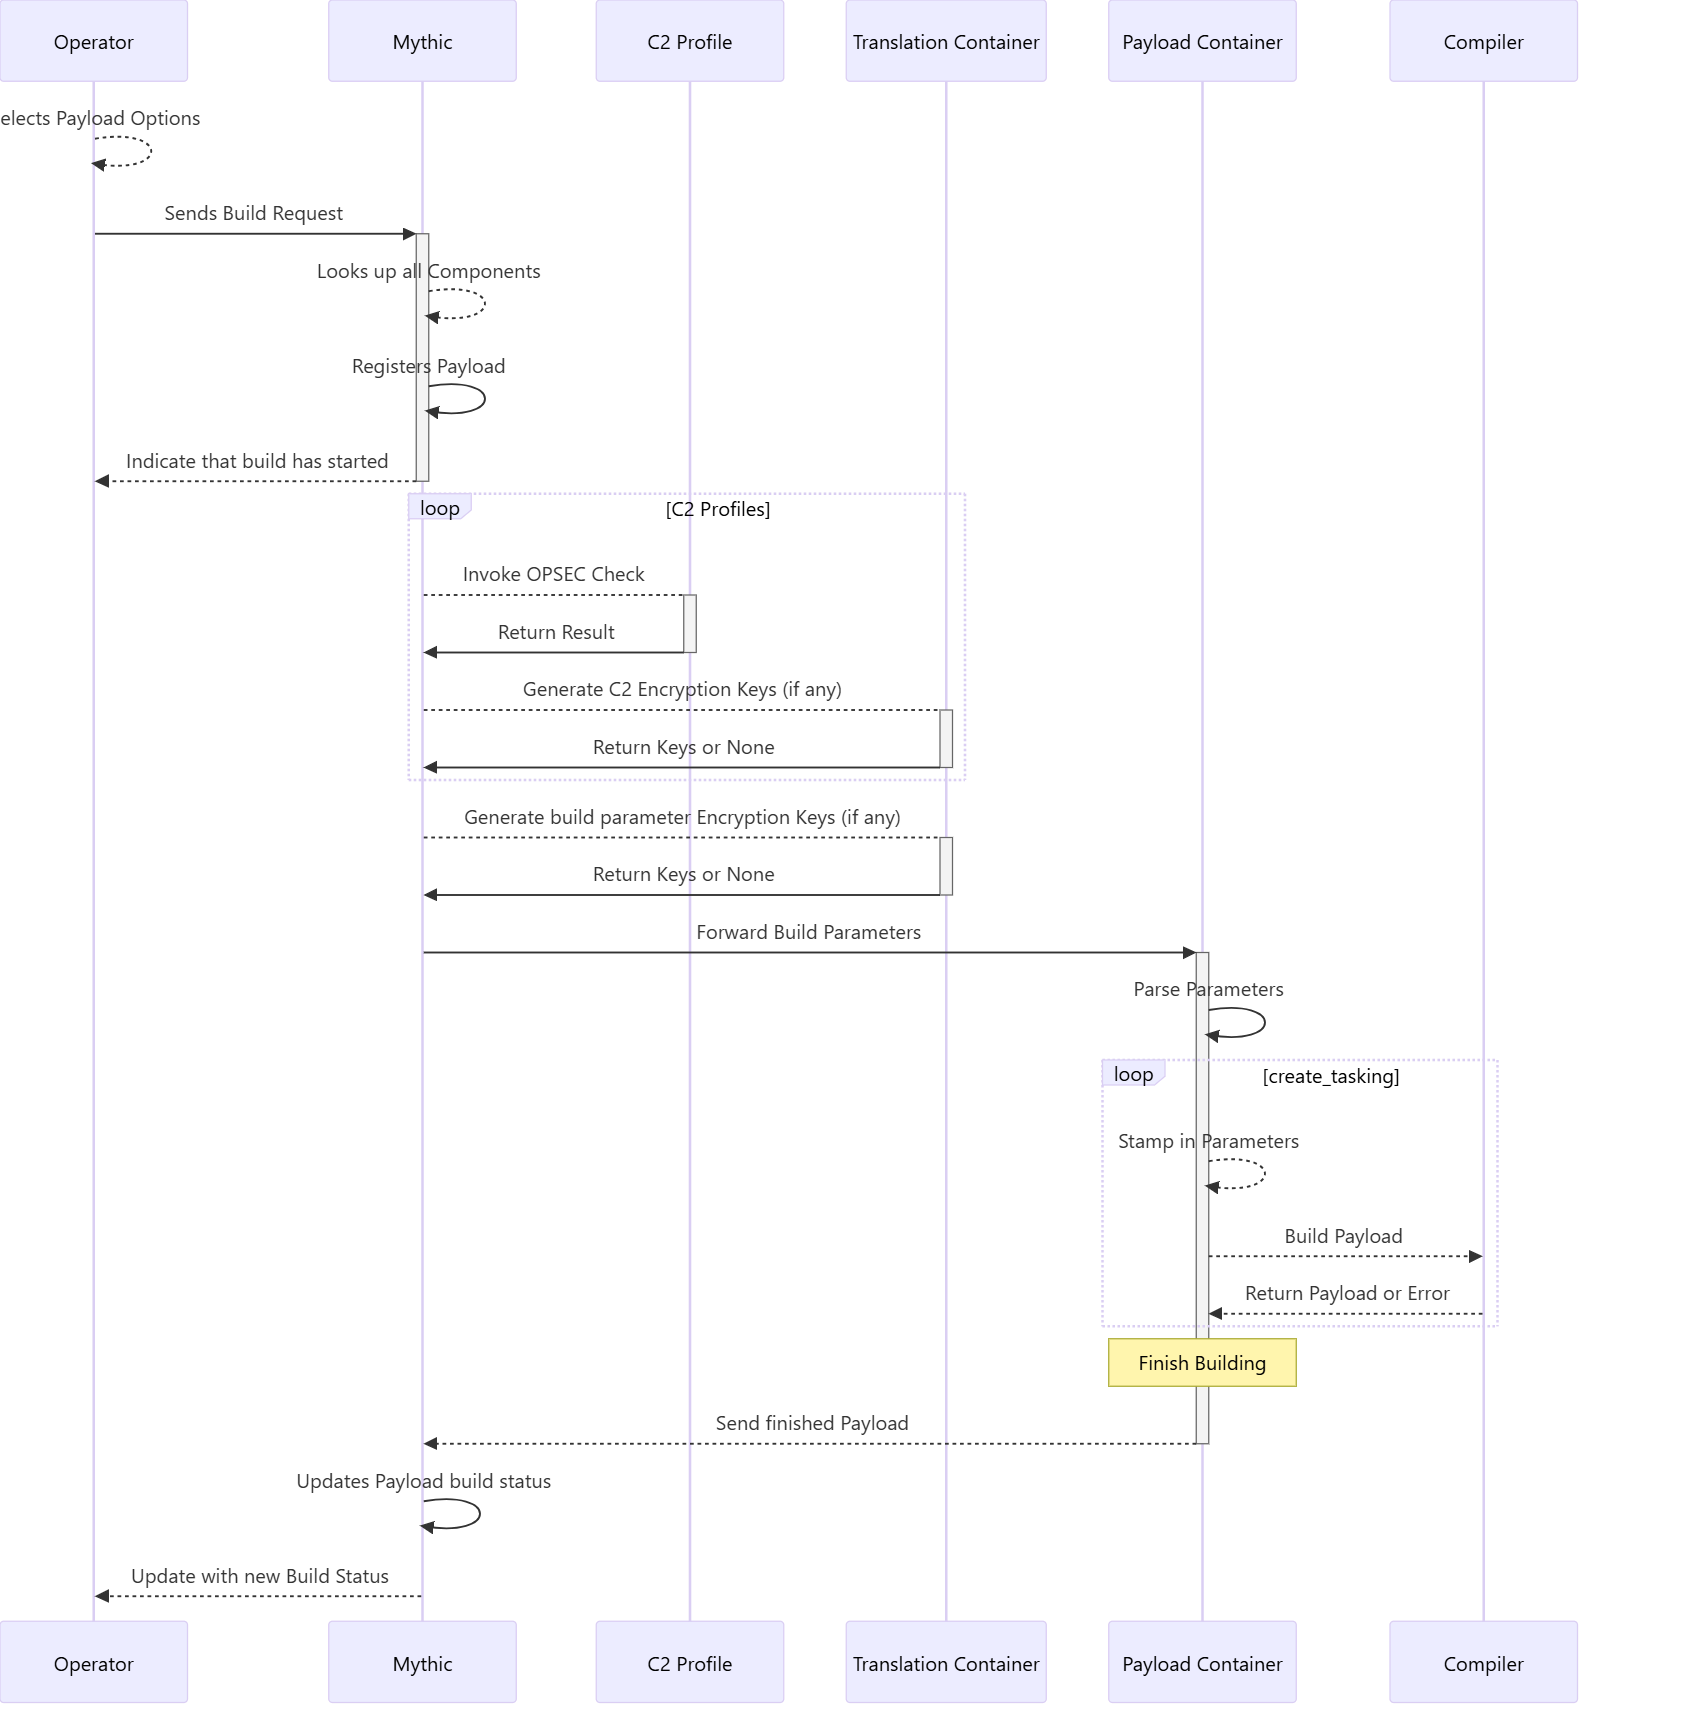 Operator
Mythic
C2 Profile
Translation Container
Payload Container
Compiler
elects Payload Options
Sends Build Request
Looks up all Components
Registers Payload
Indicate that build has started
loop
[C2 Profiles]
Invoke OPSEC Check
Return Result
Generate C2 Encryption Keys (if any)
Return Keys or None
Generate build parameter Encryption Keys (if any)
Return Keys or None
Forward Build Parameters
Parse Parameters
loop
[create_tasking]
Stamp in Parameters
Build Payload
Return Payload or Error
Finish Building
Send finished Payload
Updates Payload build status
Update with new Build Status
Operator
Mythic
C2 Profile
Translation Container
Payload Container
Compiler